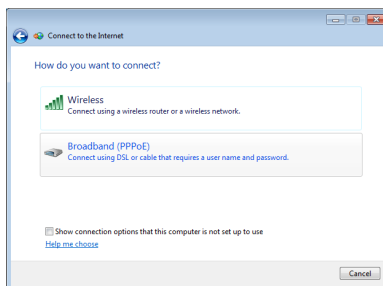 Connect to the Internet
How do you want to connect?
Wireless
Connect using a wireless router or a wireless network.
Broadband (PPPoE)
Connect using DSL or cable that requires a user name and password.
Show connection options that this computer is not set up to use
Help me choose
Cancel